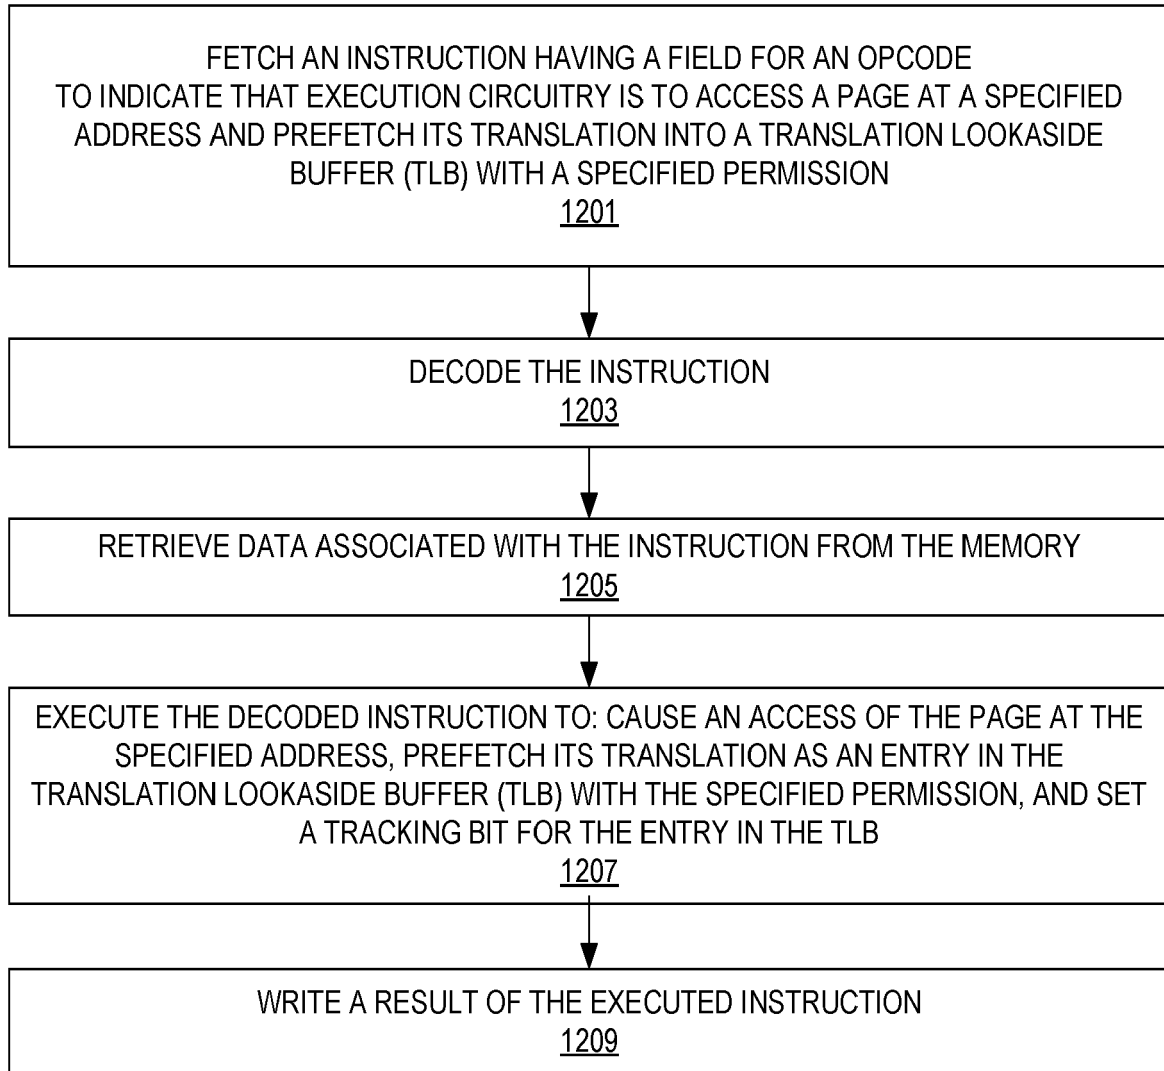 FETCH AN INSTRUCTION HAVING A FIELD FOR AN OPCODE
TO INDICATE THAT EXECUTION CIRCUITRY IS TO ACCESS A PAGE AT A SPECIFIED
ADDRESS AND PREFETCH ITS TRANSLATION INTO A TRANSLATION LOOKASIDE
BUFFER (TLB) WITH A SPECIFIED PERMISSION
1201
DECODE THE INSTRUCTION
1203
RETRIEVE DATA ASSOCIATED WITH THE INSTRUCTION FROM THE MEMORY
1205
EXECUTE THE DECODED INSTRUCTION TO: CAUSE AN ACCESS OF THE PAGE AT THE
SPECIFIED ADDRESS, PREFETCH ITS TRANSLATION AS AN ENTRY IN THE
TRANSLATION LOOKASIDE BUFFER (TLB) WITH THE SPECIFIED PERMISSION, AND SET
A TRACKING BIT FOR THE ENTRY IN THE TLB
1207
WRITE A RESULT OF THE EXECUTED INSTRUCTION
1209